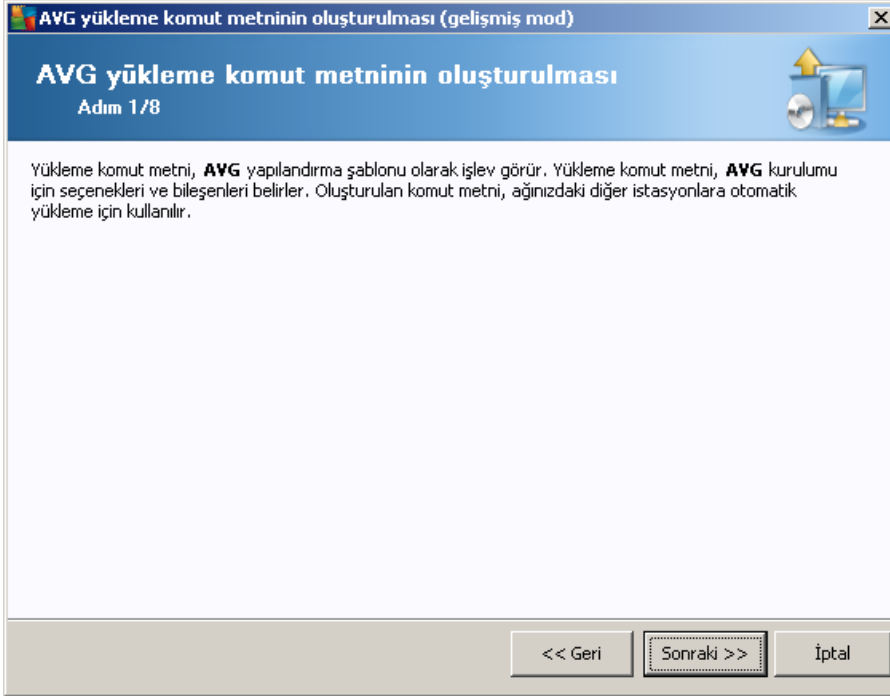 AVG yükleme komut metninin oluşturulması (gelişmiş mod)
AVG yükleme komut metninin oluşturulması
Adım 1/8
Yükleme komut metni, AVG yapılandırma şablonu olarak işlev görür. Yükleme komut metni, AVG kurulumu
için seçenekleri ve bileşenleri belirler. Oluşturulan komut metni, ağınızdaki diğer istasyonlara otomatik
yükleme için kullanılır.
<< Geri
Sonraki >>
İptal